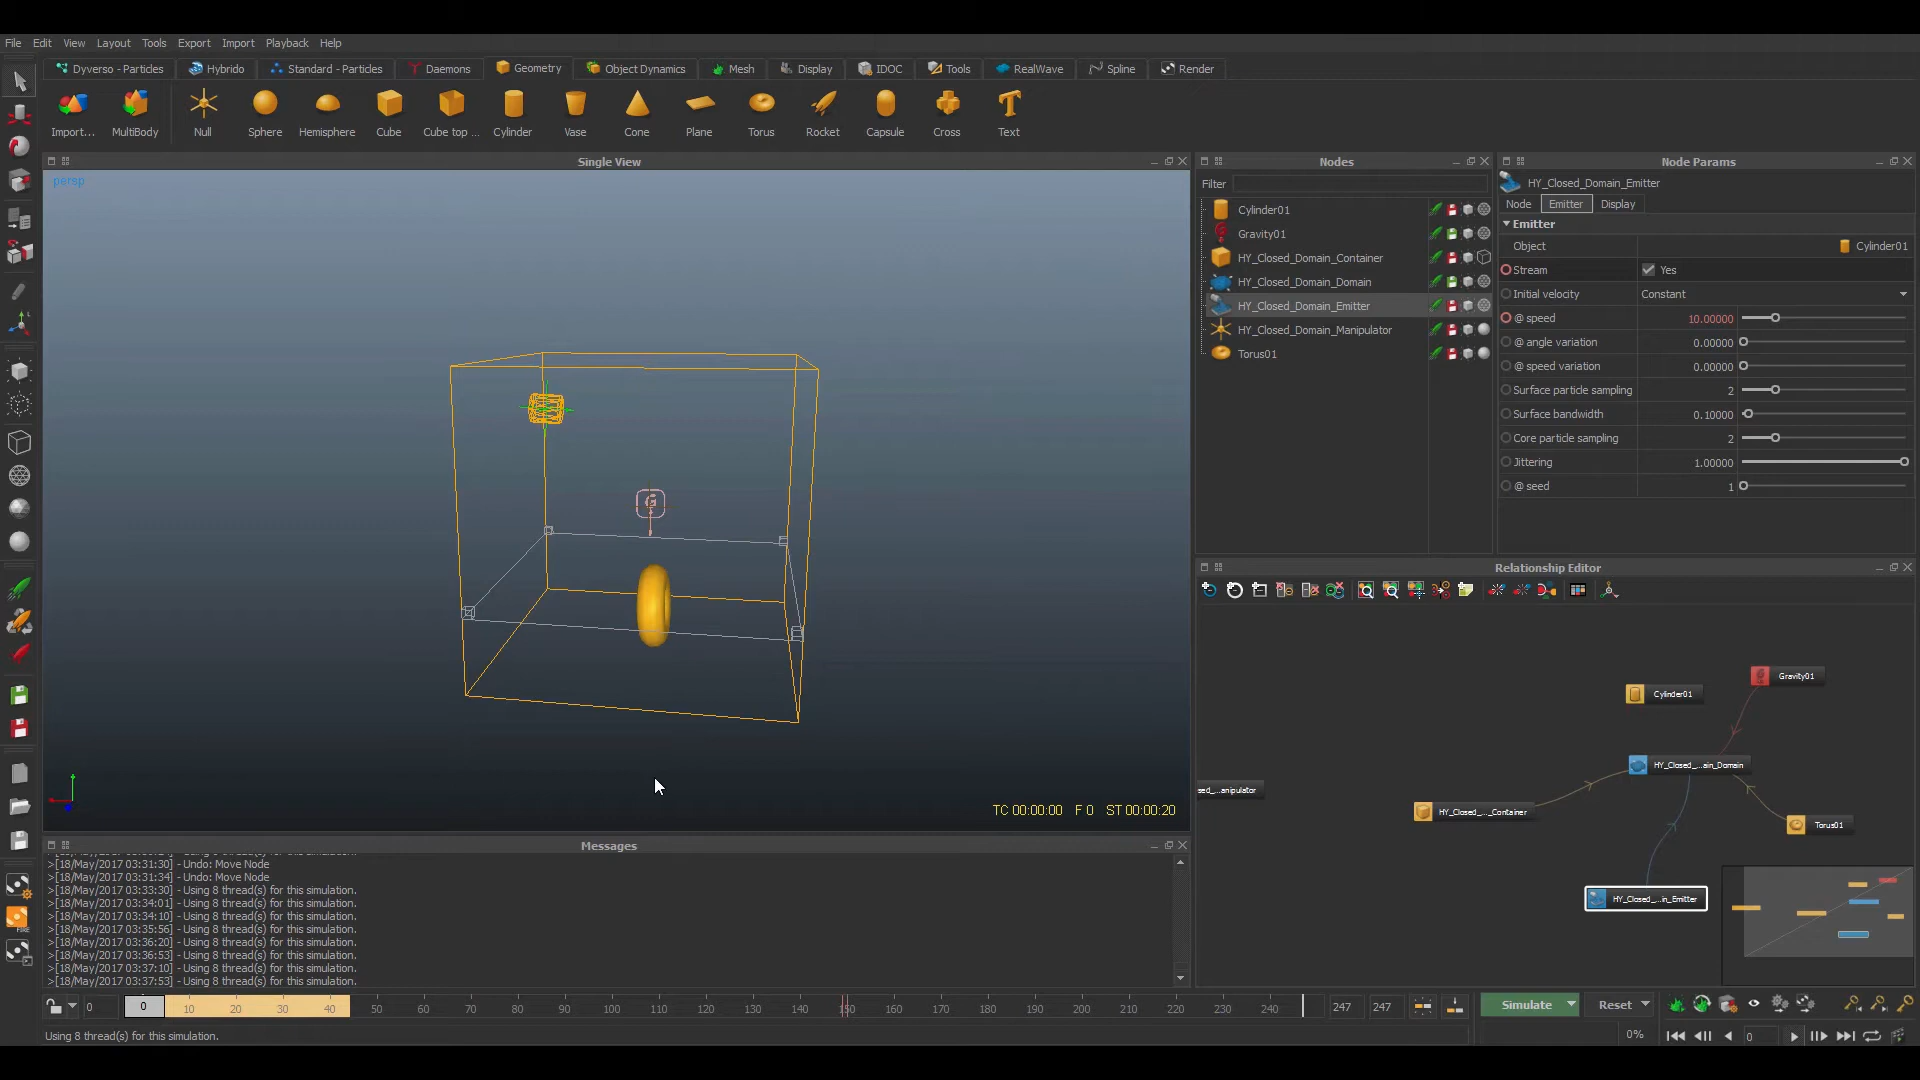 File Edit View Layout Tools Export Import Playback Help
Dyverso - Particles Hybrido Standard - Particles Daemons Geometry Object Dynamics Mesh Display IDOC Tools RealWave Spline Render
Import... MultiBody Null Sphere Hemisphere Cube Cube top ... Cylinder Vase Cone Plane Torus Rocket Capsule Cross Text
Single View
persp
TC 00:00:00 F 0 ST 00:00:20
Nodes
Filter
Cylinder01
Gravity01
HY_Closed_Domain_Container
HY_Closed_Domain_Domain
HY_Closed_Domain_Emitter
HY_Closed_Domain_Manipulator
Torus01
Node Params
HY_Closed_Domain_Emitter
Node Emitter Display
Emitter
Object Cylinder01
Stream Yes
Initial velocity Constant
@ speed 10.00000
@ angle variation 0.00000
@ speed variation 0.00000
Surface particle sampling 2
Surface bandwidth 0.10000
Core particle sampling 2
Jittering 1.00000
@ seed 1
Relationship Editor
Gravity01
Cylinder01
HY_Closed_...ain_Domain
sed_...anipulator
HY_Closed_..._Container
Torus01
HY_Closed_...in_Emitter
Messages
>[18/May/2017 03:31:30] - Undo: Move Node
>[18/May/2017 03:31:34] - Undo: Move Node
>[18/May/2017 03:33:30] - Using 8 thread(s) for this simulation.
>[18/May/2017 03:34:01] - Using 8 thread(s) for this simulation.
>[18/May/2017 03:34:10] - Using 8 thread(s) for this simulation.
>[18/May/2017 03:35:56] - Using 8 thread(s) for this simulation.
>[18/May/2017 03:36:20] - Using 8 thread(s) for this simulation.
>[18/May/2017 03:36:53] - Using 8 thread(s) for this simulation.
>[18/May/2017 03:37:10] - Using 8 thread(s) for this simulation.
>[18/May/2017 03:37:53] - Using 8 thread(s) for this simulation.
0 0 10 20 30 40 50 60 70 80 90 100 110 120 130 140 150 160 170 180 190 200 210 220 230 240 247 247 Simulate Reset
Using 8 thread(s) for this simulation. 0% 0